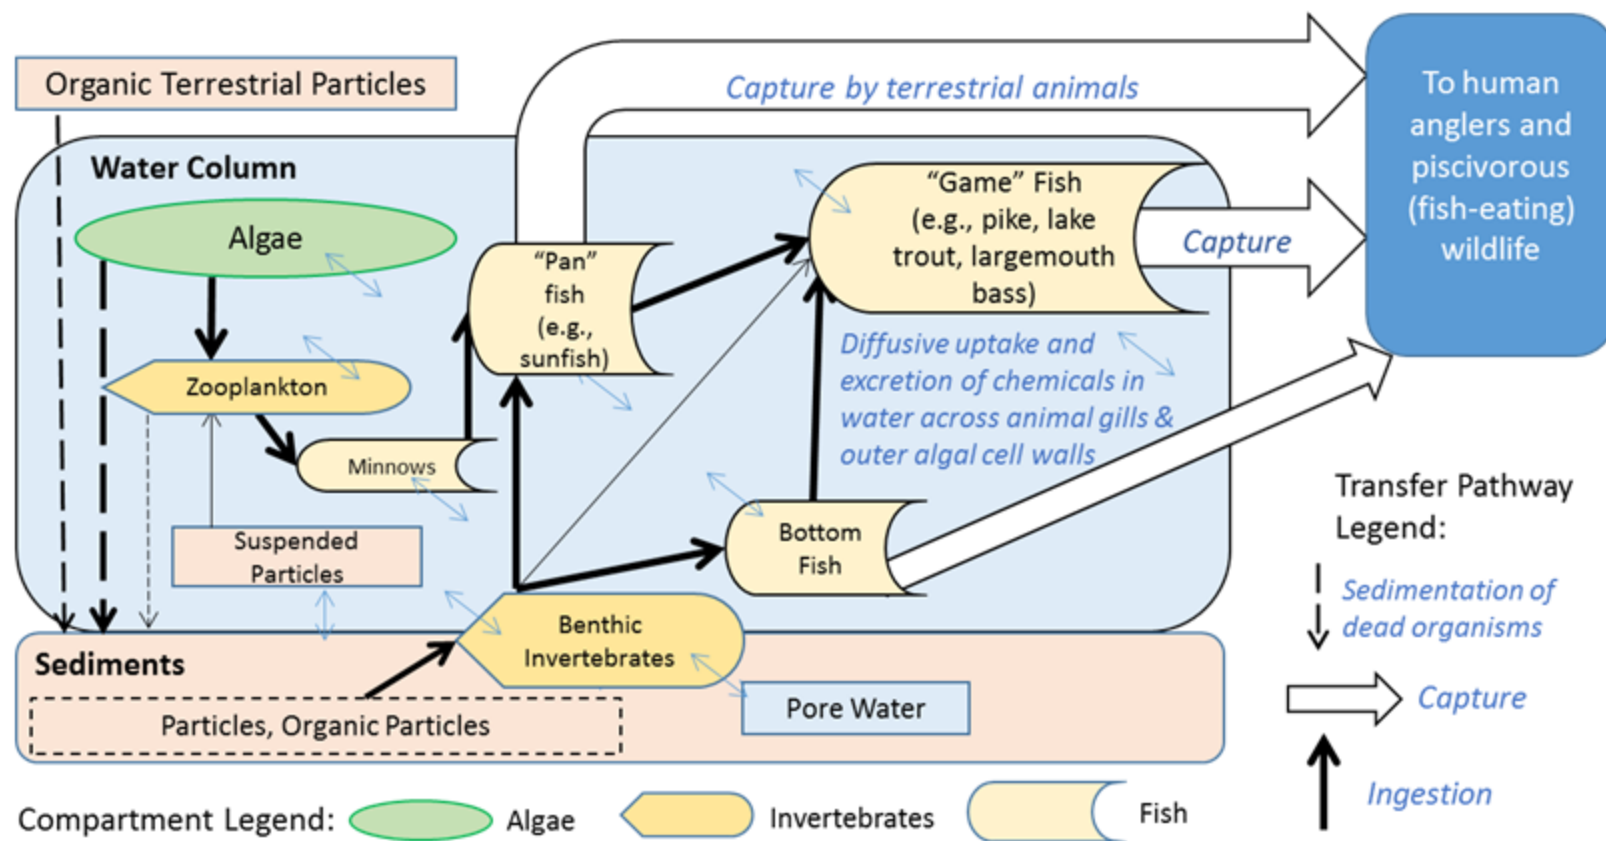 Organic Terrestrial Particles
Capture by terrestrial animals
To human
anglers and
piscivorous
(fish-eating)
wildlife
Water Column
Algae
"Pan"
fish
(e.g.,
sunfish)
"Game" Fish
(e.g., pike, lake
trout, largemouth
bass)
Capture
Zooplankton
Minnows
Diffusive uptake and
excretion of chemicals in
water across animal gills &
outer algal cell walls
Suspended
Particles
Bottom
Fish
Benthic
Invertebrates
Sediments
Particles, Organic Particles
Pore Water
Transfer Pathway
Legend:
Sedimentation of
dead organisms
Capture
Ingestion
Compartment Legend:
Algae
Invertebrates
Fish